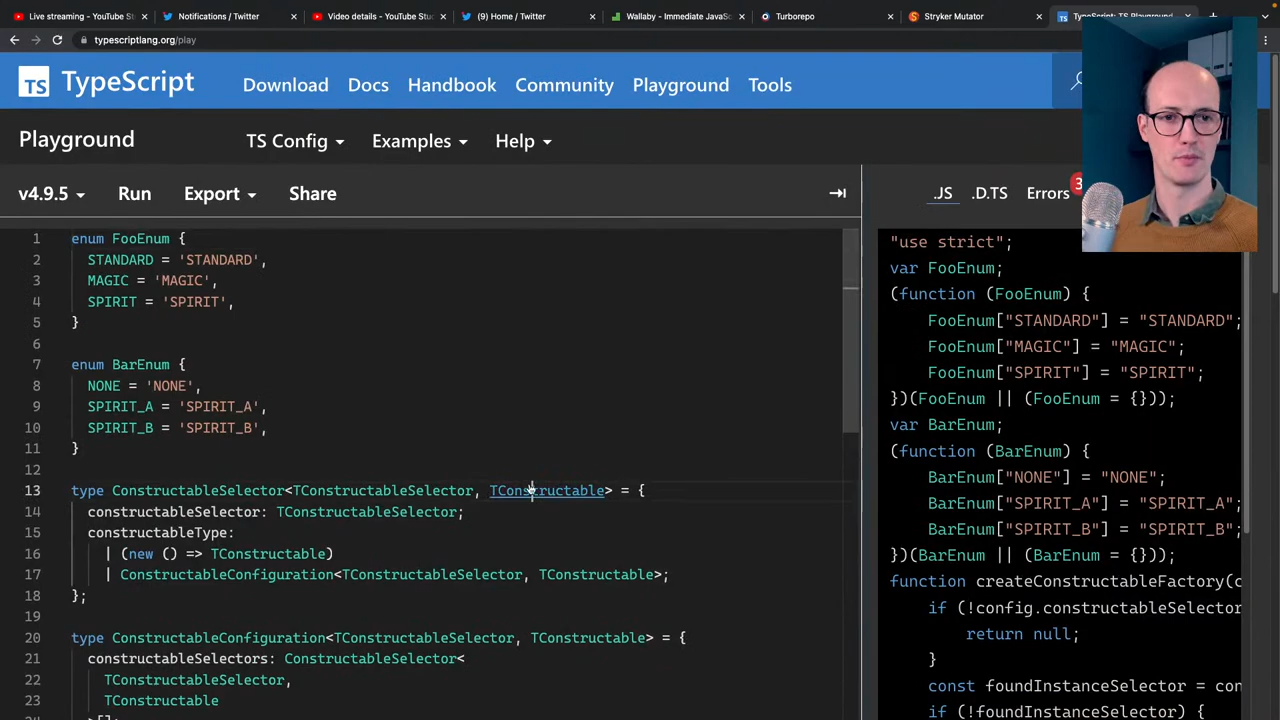 Live streaming - YouTube Stu
Notifications / Twitter
Video details - YouTube Stu
(9) Home / Twitter
Wallaby - Immediate JavaSc
Turborepo
Stryker Mutator
TypeScript: TS Playground
typescriptlang.org/play
TS TypeScript Download Docs Handbook Community Playground Tools
Playground TS Config Examples Help
v4.9.5 Run Export Share
.JS .D.TS Errors 3
1 enum FooEnum {
2 STANDARD = 'STANDARD',
3 MAGIC = 'MAGIC',
4 SPIRIT = 'SPIRIT',
5 }
6
7 enum BarEnum {
8 NONE = 'NONE',
9 SPIRIT_A = 'SPIRIT_A',
10 SPIRIT_B = 'SPIRIT_B',
11 }
12
13 type ConstructableSelector<TConstructableSelector, TConstructable> = {
14 constructableSelector: TConstructableSelector;
15 constructableType:
16 | (new () => TConstructable)
17 | ConstructableConfiguration<TConstructableSelector, TConstructable>;
18 };
19
20 type ConstructableConfiguration<TConstructableSelector, TConstructable> = {
21 constructableSelectors: ConstructableSelector<
22 TConstructableSelector,
23 TConstructable
>[];
"use strict";
var FooEnum;
(function (FooEnum) {
FooEnum["STANDARD"] = "STANDARD";
FooEnum["MAGIC"] = "MAGIC";
FooEnum["SPIRIT"] = "SPIRIT";
})(FooEnum || (FooEnum = {}));
var BarEnum;
(function (BarEnum) {
BarEnum["NONE"] = "NONE";
BarEnum["SPIRIT_A"] = "SPIRIT_A";
BarEnum["SPIRIT_B"] = "SPIRIT_B";
})(BarEnum || (BarEnum = {}));
function createConstructableFactory(c
if (!config.constructableSelector
return null;
}
const foundInstanceSelector = con
if (!foundInstanceSelector) {